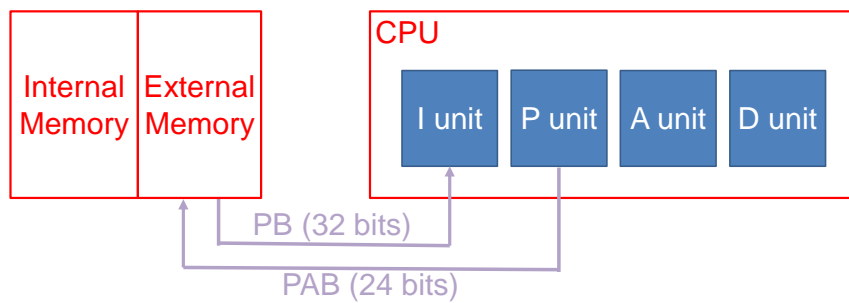 CPU
Internal
Memory
External
Memory
I unit
P unit
A unit
D unit
PB (32 bits)
PAB (24 bits)